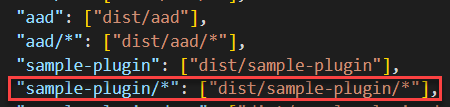 "aad": ["dist/aad"],
"aad/*": ["dist/aad/*"],
"sample-plugin": ["dist/sample-plugin"],
"sample-plugin/*": ["dist/sample-plugin/*"],